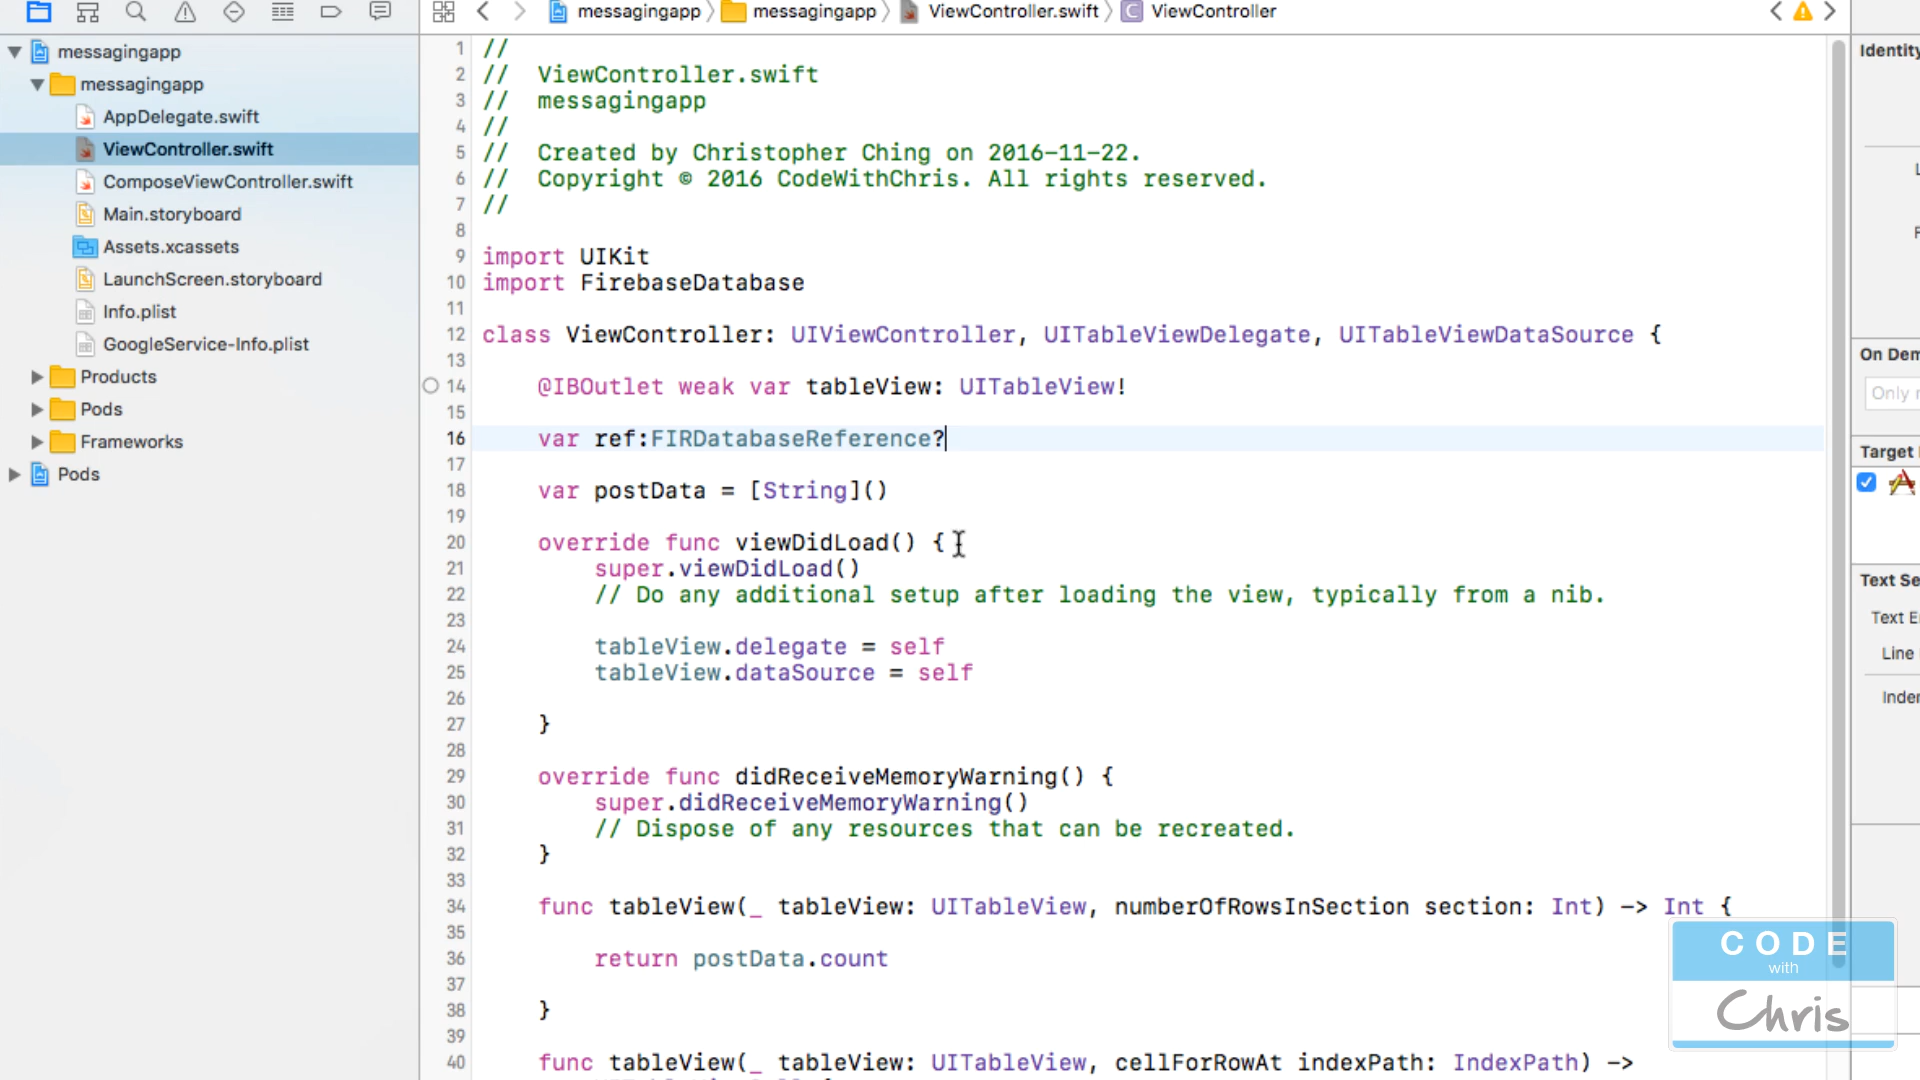 messagingapp
messagingapp
ViewController.swift
ViewController
messagingapp
messagingapp
AppDelegate.swift
ViewController.swift
ComposeViewController.swift
Main.storyboard
Assets.xcassets
LaunchScreen.storyboard
Info.plist
GoogleService-Info.plist
Products
Pods
Frameworks
Pods
1 //
2 // ViewController.swift
3 // messagingapp
4 //
5 // Created by Christopher Ching on 2016-11-22.
6 // Copyright © 2016 CodeWithChris. All rights reserved.
7 //
8
9 import UIKit
10 import FirebaseDatabase
11
12 class ViewController: UIViewController, UITableViewDelegate, UITableViewDataSource {
13
14 @IBOutlet weak var tableView: UITableView!
15
16 var ref:FIRDatabaseReference?
17
18 var postData = [String]()
19
20 override func viewDidLoad() {
21 super.viewDidLoad()
22 // Do any additional setup after loading the view, typically from a nib.
23
24 tableView.delegate = self
25 tableView.dataSource = self
26
27 }
28
29 override func didReceiveMemoryWarning() {
30 super.didReceiveMemoryWarning()
31 // Dispose of any resources that can be recreated.
32 }
33
34 func tableView(_ tableView: UITableView, numberOfRowsInSection section: Int) -> Int {
35
36 return postData.count
37
38 }
39
40 func tableView(_ tableView: UITableView, cellForRowAt indexPath: IndexPath) ->
Identity
On Dem
Only
Target
Text Se
Text E
Line
Inden
CODE
with
Chris